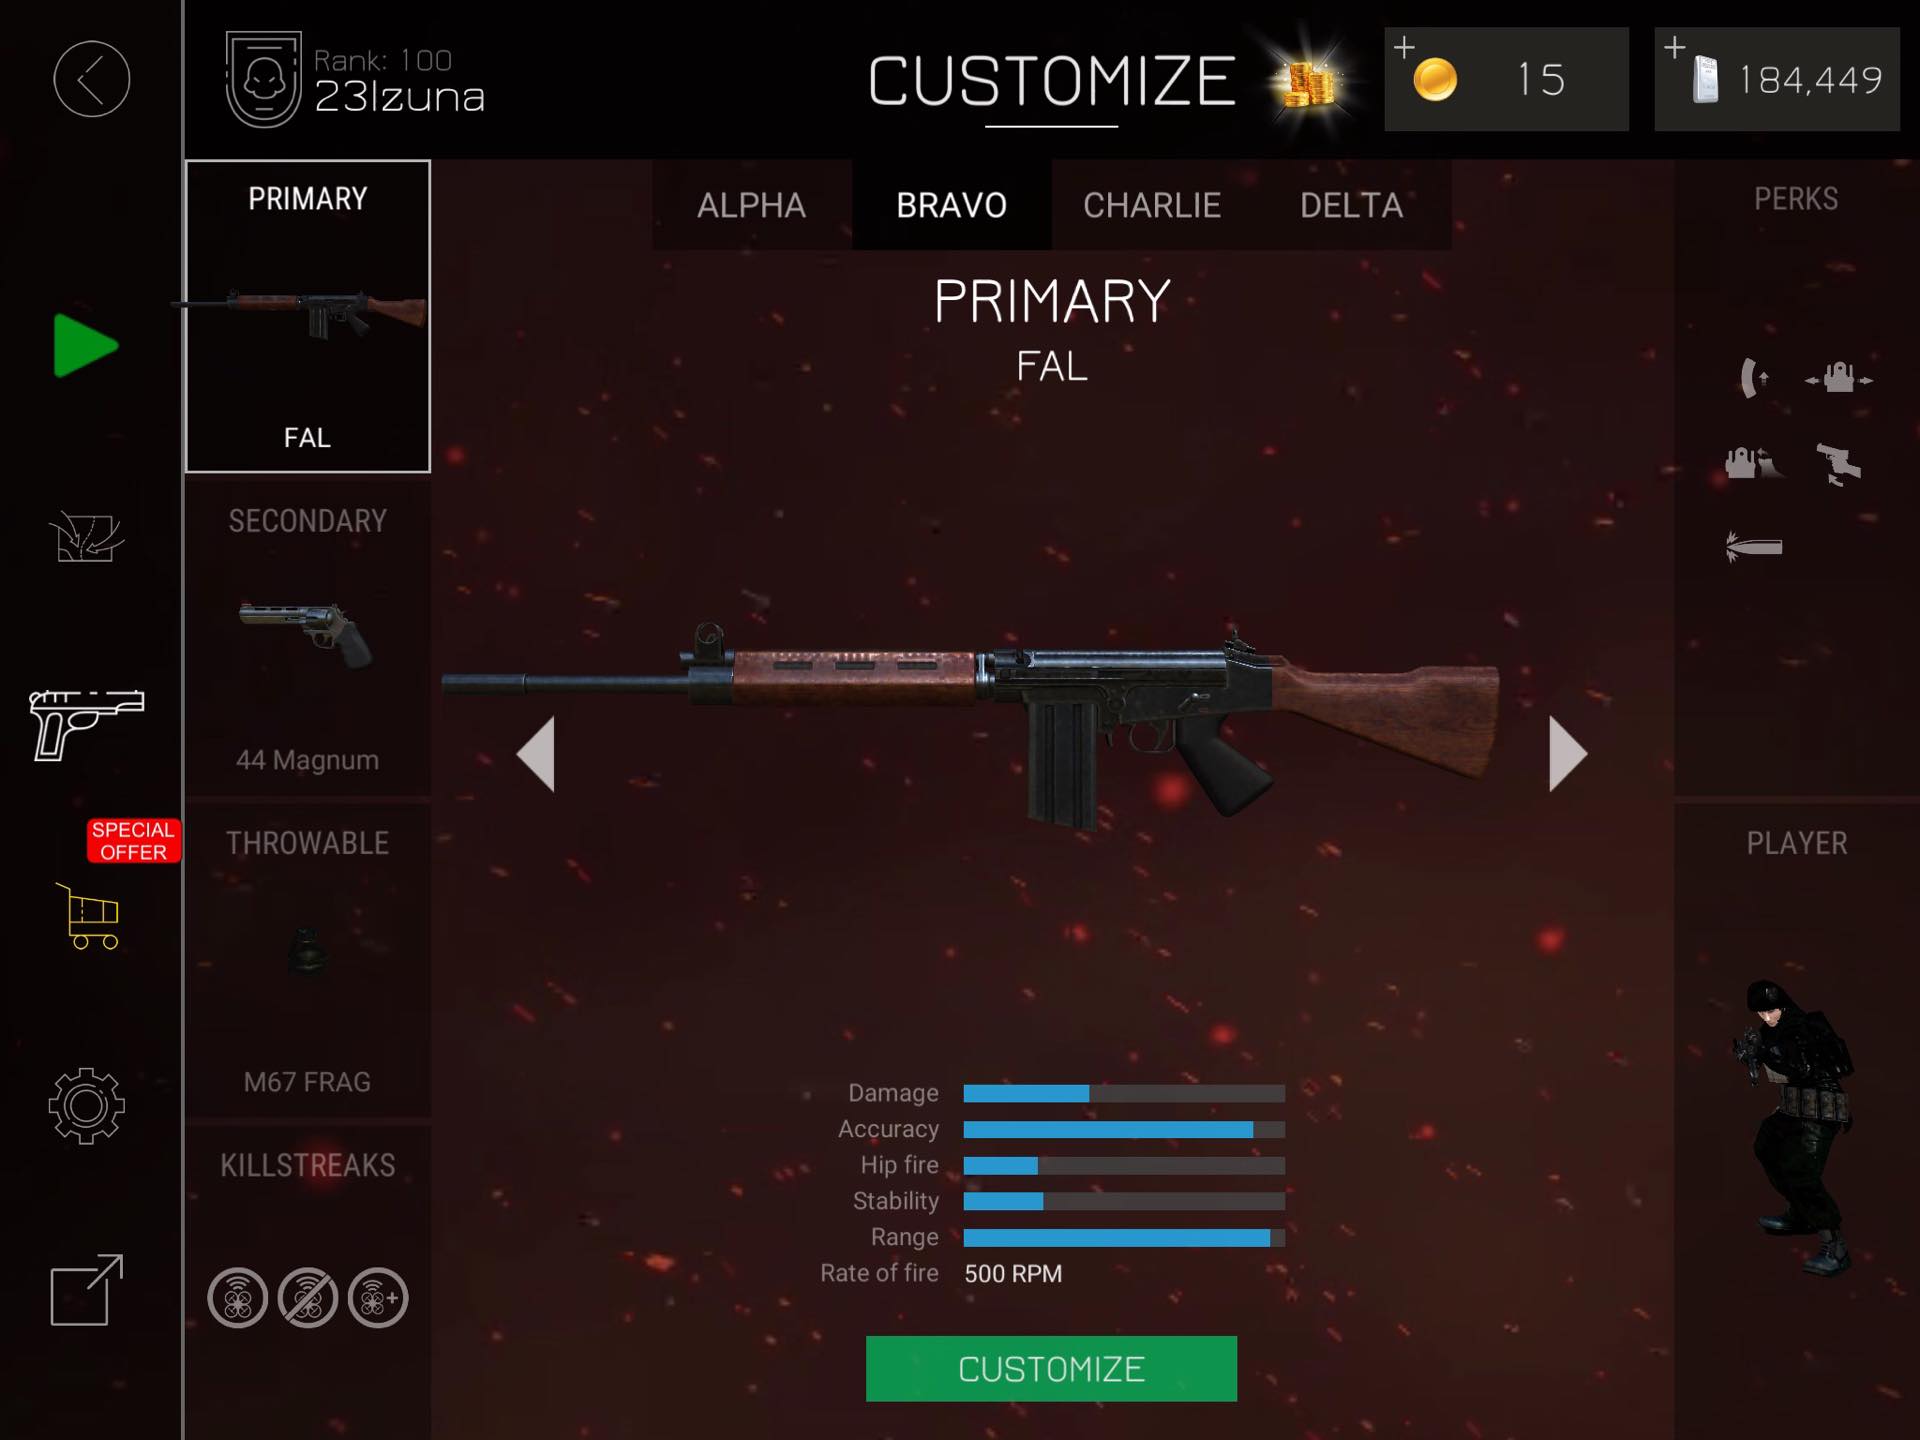 Rank: 100
23Izuna
CUSTOMIZE
15
184,449
PRIMARY
FAL
SECONDARY
44 Magnum
THROWABLE
M67 FRAG
KILLSTREAKS
SPECIAL
OFFER
ALPHA BRAVO CHARLIE DELTA
PRIMARY
FAL
Damage
Accuracy
Hip fire
Stability
Range
Rate of fire 500 RPM
CUSTOMIZE
PERKS
PLAYER